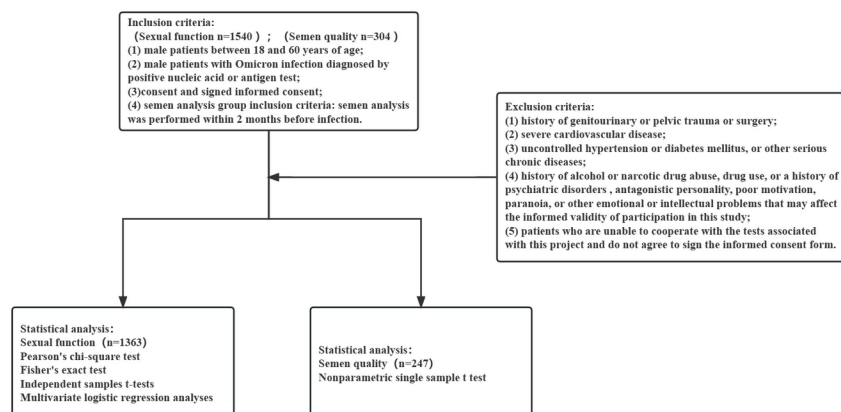 Inclusion criteria:
（Sexual function n=1540 ）； （Semen quality n=304 ）
(1) male patients between 18 and 60 years of age;
(2) male patients with Omicron infection diagnosed by
positive nucleic acid or antigen test;
(3)consent and signed informed consent;
(4) semen analysis group inclusion criteria: semen analysis
was performed within 2 months before infection.
Exclusion criteria:
(1) history of genitourinary or pelvic trauma or surgery;
(2) severe cardiovascular disease;
(3) uncontrolled hypertension or diabetes mellitus, or other serious
chronic diseases;
(4) history of alcohol or narcotic drug abuse, drug use, or a history of
psychiatric disorders , antagonistic personality, poor motivation,
paranoia, or other emotional or intellectual problems that may affect
the informed validity of participation in this study;
(5) patients who are unable to cooperate with the tests associated
with this project and do not agree to sign the informed consent form.
Statistical analysis:
Sexual function（n=1363)
Pearson's chi-square test
Fisher's exact test
Independent samples t-tests
Multivariate logistic regression analyses
Statistical analysis:
Semen quality（n=247)
Nonparametric single sample t test